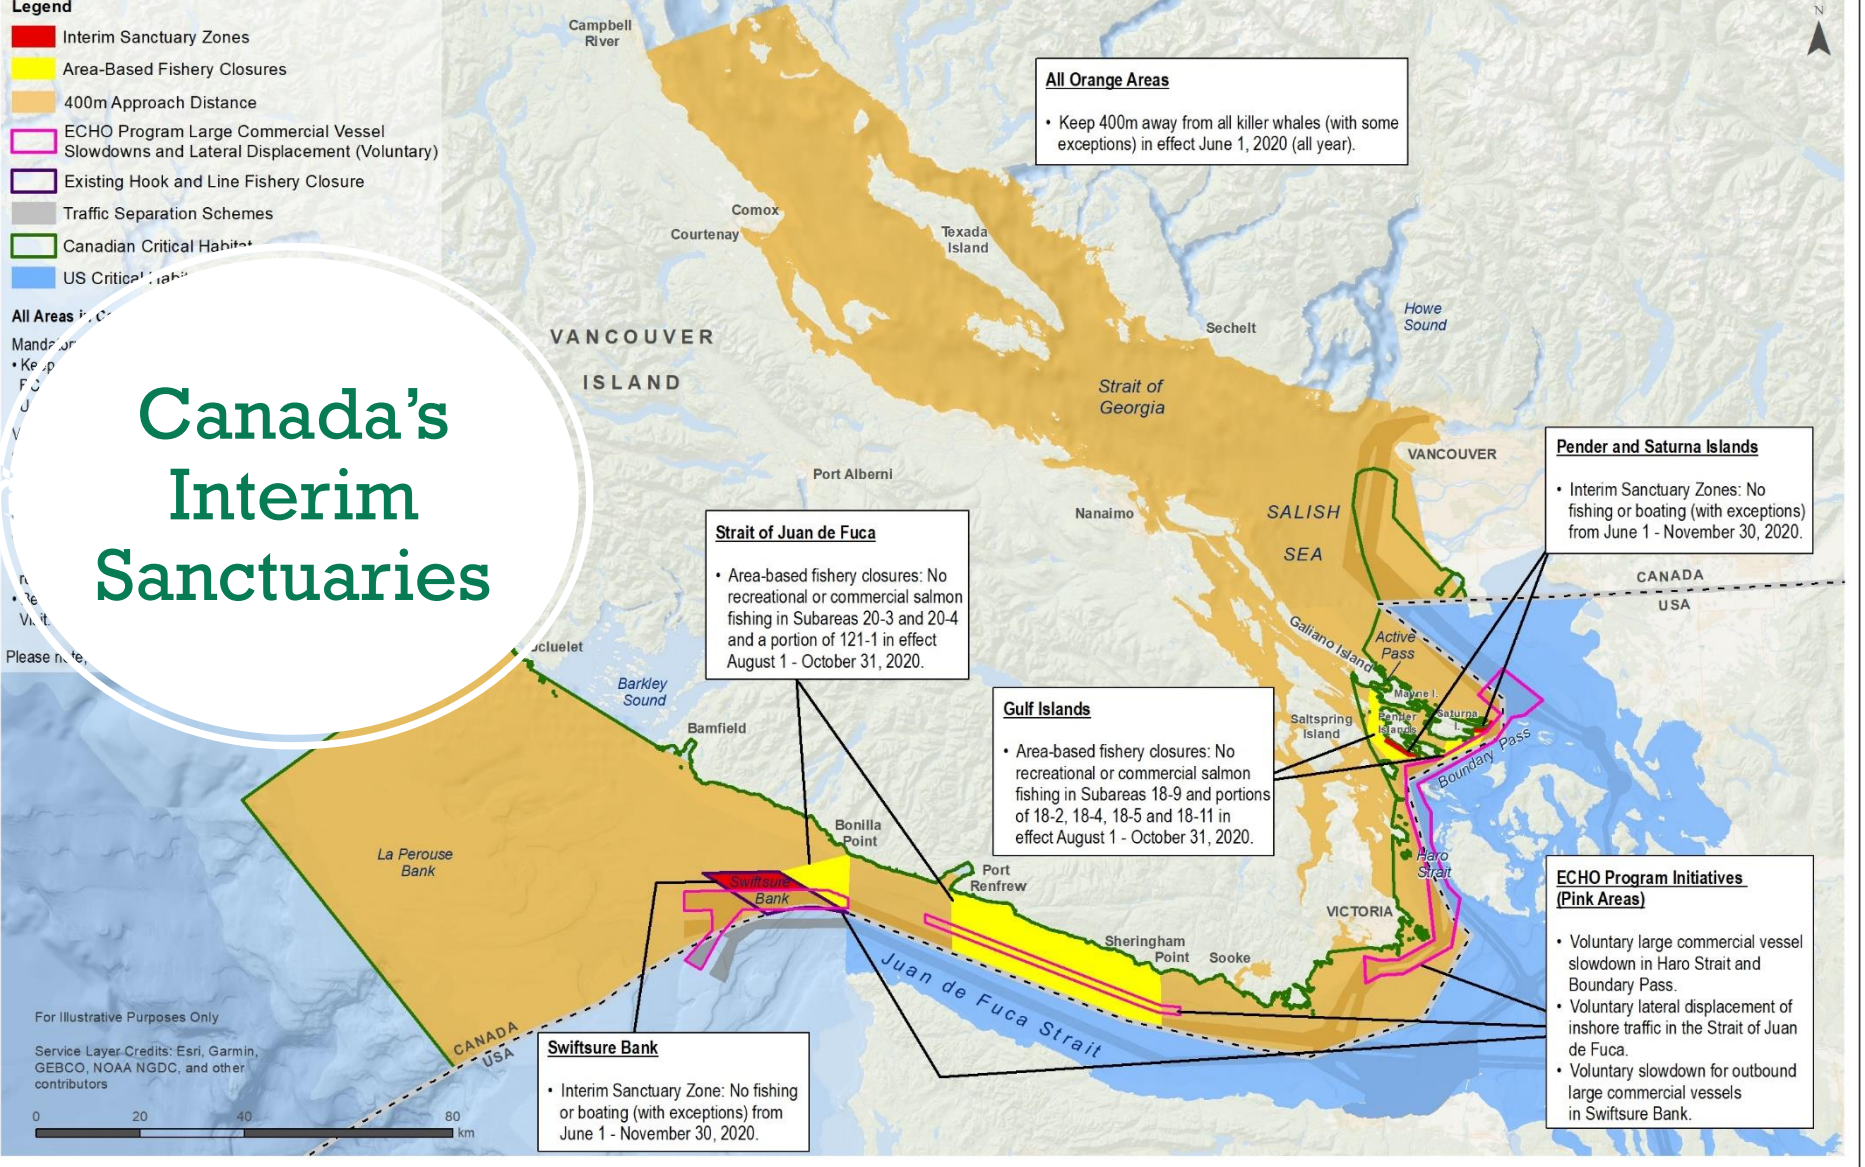 Legend
Interim Sanctuary Zones
Area-Based Fishery Closures
400m Approach Distance
ECHO Program Large Commercial Vessel
Slowdowns and Lateral Displacement (Voluntary)
Existing Hook and Line Fishery Closure
Traffic Separation Schemes
Canadian Critical Habitat
US Critical
All Areas
• Keep
Please note,
Canada's
Interim
Sanctuaries
N
Campbell
River
All Orange Areas
• Keep 400m away from all killer whales (with some
exceptions) in effect June 1, 2020 (all year).
Comox
Courtenay
Texada
Island
VANCOUVER
ISLAND
Howe
Sound
Sechelt
Strait of
Georgia
Port Alberni
Nanaimo
VANCOUVER
SALISH
SEA
Pender and Saturna Islands
• Interim Sanctuary Zones: No
fishing or boating (with exceptions)
from June 1 - November 30, 2020.
CANADA
USA
Strait of Juan de Fuca
• Area-based fishery closures: No
recreational or commercial salmon
fishing in Subareas 20-3 and 20-4
and a portion of 121-1 in effect
August 1 - October 31, 2020.
Galiano Island
Active
Pass
Mayne I.
Pender
Islands
Saturna
I.
Saltspring
Island
Boundary Pass
Barkley
Sound
Bamfield
Gulf Islands
• Area-based fishery closures: No
recreational or commercial salmon
fishing in Subareas 18-9 and portions
of 18-2, 18-4, 18-5 and 18-11 in
effect August 1 - October 31, 2020.
La Perouse
Bank
Bonilla
Point
Swiftsure
Bank
Port
Renfrew
Haro
Strait
VICTORIA
Sheringham
Point
Sooke
Juan de Fuca Strait
ECHO Program Initiatives
(Pink Areas)
• Voluntary large commercial vessel
slowdown in Haro Strait and
Boundary Pass.
• Voluntary lateral displacement of
inshore traffic in the Strait of Juan
de Fuca.
• Voluntary slowdown for outbound
large commercial vessels
in Swiftsure Bank.
CANADA
USA
Swiftsure Bank
• Interim Sanctuary Zone: No fishing
or boating (with exceptions) from
June 1 - November 30, 2020.
For Illustrative Purposes Only
Service Layer Credits: Esri, Garmin,
GEBCO, NOAA NGDC, and other
contributors
0 20 40 80
km